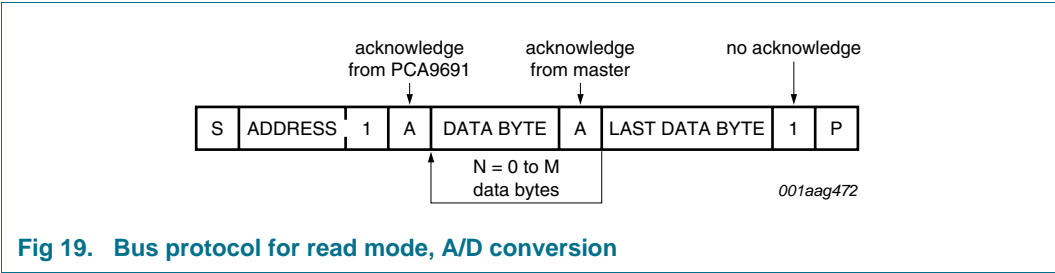 acknowledge
from PCA9691
acknowledge
from master
no acknowledge
S ADDRESS 1 A DATA BYTE A LAST DATA BYTE 1 P
N = 0 to M
data bytes
001aag472
Fig 19. Bus protocol for read mode, A/D conversion